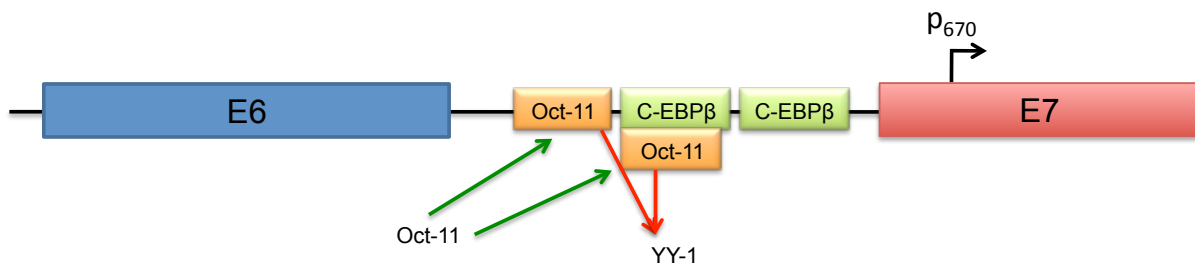 p670
E6
Oct-11
C-EBPβ
C-EBPβ
E7
Oct-11
Oct-11
YY-1